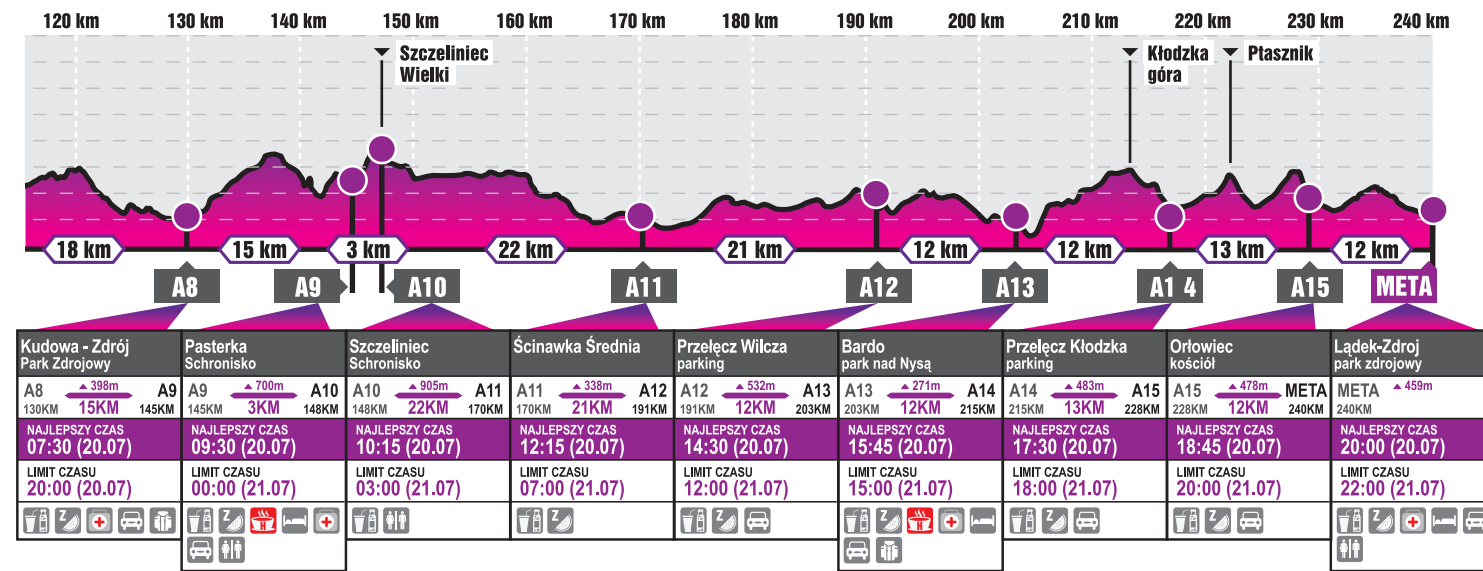 120 km 130 km 140 km 150 km 160 km 170 km 180 km 190 km 200 km 210 km 220 km 230 km 240 km
Szczeliniec
Wielki
Kłodzka
góra
Ptasznik
18 km 15 km 3 km 22 km 21 km 12 km 12 km 13 km 12 km
A8 A9 A10 A11 A12 A13 A1 4 A15 META
Kudowa - Zdrój
Park Zdrojowy
A8 398m A9
130KM 15KM 145KM
NAJLEPSZY CZAS
07:30 (20.07)
LIMIT CZASU
20:00 (20.07)
Z
Pasterka
Schronisko
A9 700m A10
145KM 3KM 148KM
NAJLEPSZY CZAS
09:30 (20.07)
LIMIT CZASU
00:00 (21.07)
Z H
Szczeliniec
Schronisko
A10 905m A11
148KM 22KM 170KM
NAJLEPSZY CZAS
10:15 (20.07)
LIMIT CZASU
03:00 (21.07)
Ścinawka Średnia
A11 338m A12
170KM 21KM 191KM
NAJLEPSZY CZAS
12:15 (20.07)
LIMIT CZASU
07:00 (21.07)
Z
Przełęcz Wilcza
parking
A12 532m A13
191KM 12KM 203KM
NAJLEPSZY CZAS
14:30 (20.07)
LIMIT CZASU
12:00 (21.07)
Z
Bardo
park nad Nysą
A13 271m A14
203KM 12KM 215KM
NAJLEPSZY CZAS
15:45 (20.07)
LIMIT CZASU
15:00 (21.07)
Z H
Przelęcz Kłodzka
parking
A14 483m A15
215KM 13KM 228KM
NAJLEPSZY CZAS
17:30 (20.07)
LIMIT CZASU
18:00 (21.07)
Z
Orłowiec
kościół
A15 478m META
228KM 12KM 240KM
NAJLEPSZY CZAS
18:45 (20.07)
LIMIT CZASU
20:00 (21.07)
Z
Lądek-Zdroj
park zdrojowy
META 459m
240KM
NAJLEPSZY CZAS
20:00 (20.07)
LIMIT CZASU
22:00 (21.07)
Z